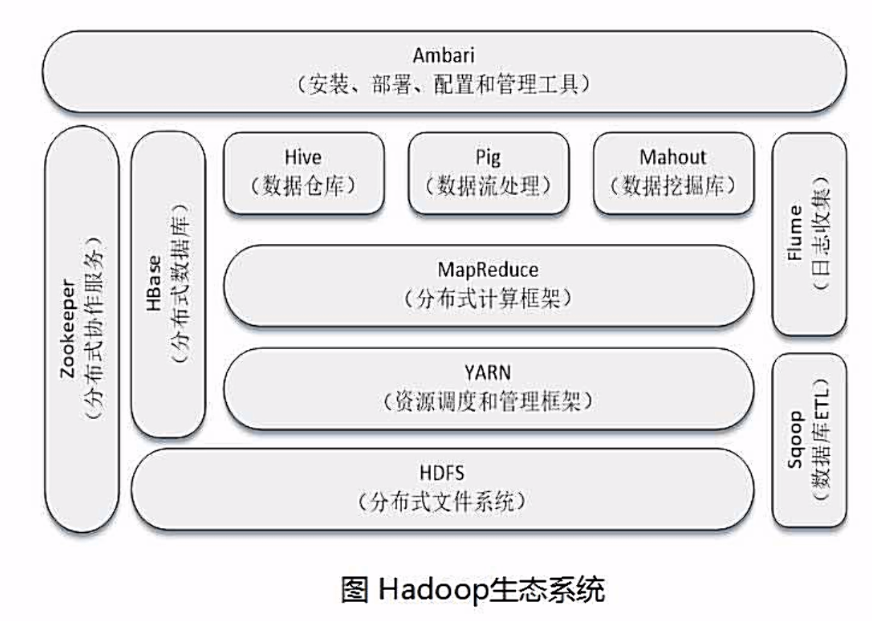 Ambari
（安装、部署、配置和管理工具）
Zookeeper
（分布式协作服务）
HBase
（分布式数据库）
Hive
（数据仓库）
Pig
（数据流处理）
Mahout
（数据挖掘库）
MapReduce
（分布式计算框架）
YARN
（资源调度和管理框架）
HDFS
（分布式文件系统）
Flume
（日志收集）
Sqoop
（数据库ETL）
图 Hadoop生态系统